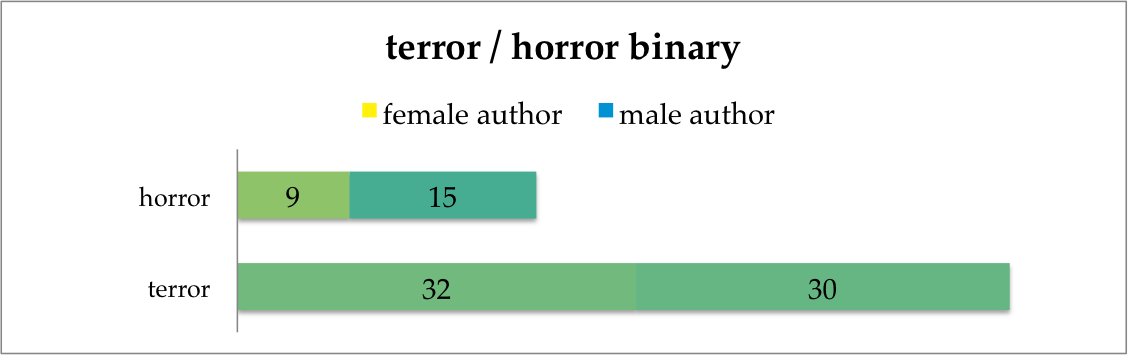 terror / horror binary
female author male author
horror 9 15
terror 32 30